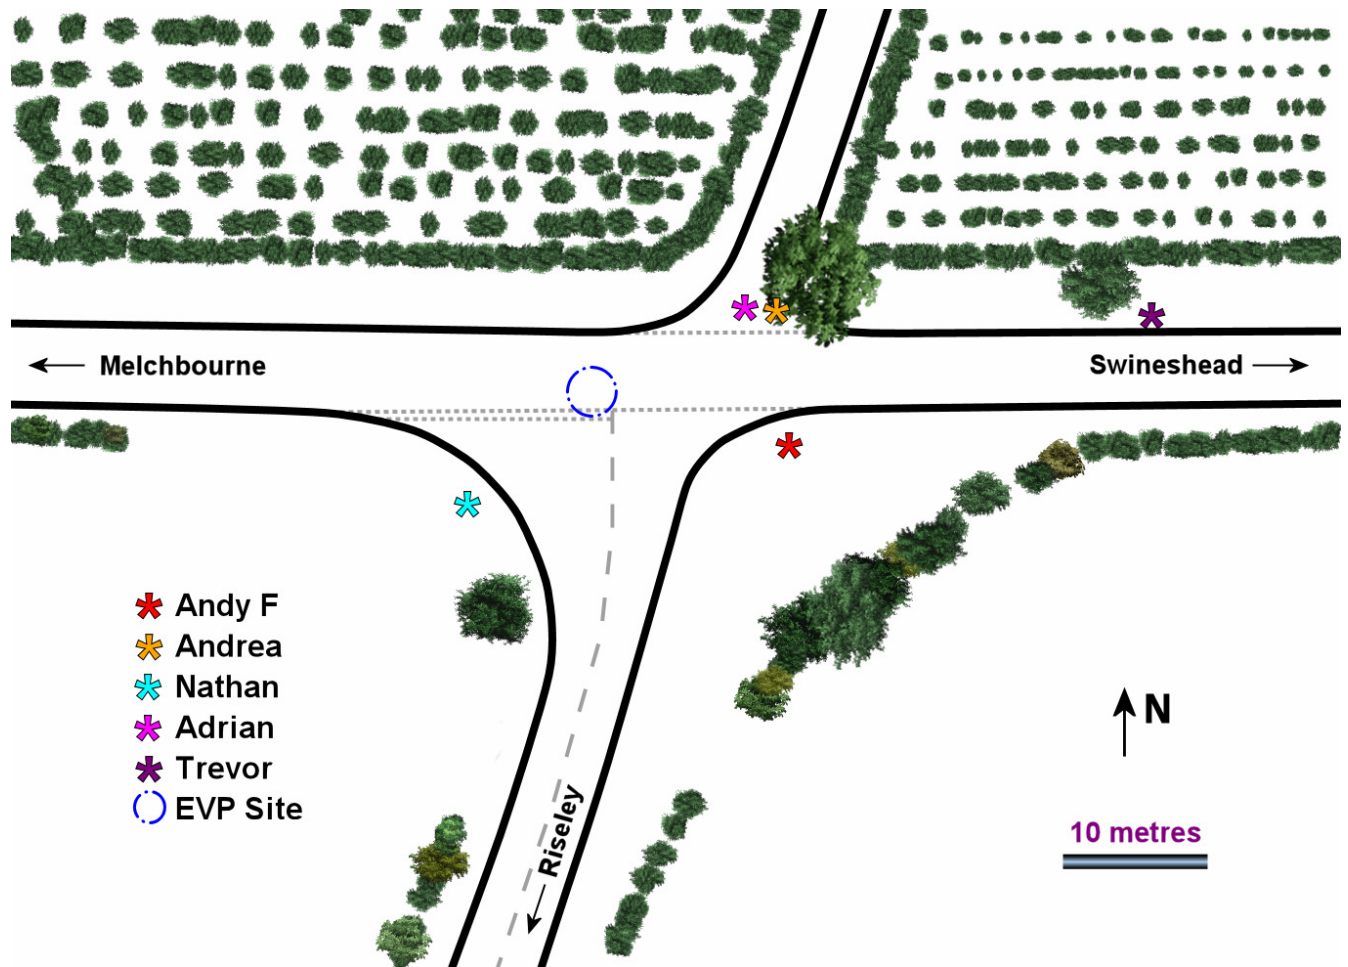 Melchbourne
Swineshead
Andy F
Andrea
Nathan
Adrian
Trevor
EVP Site
Riseley
N
10 metres